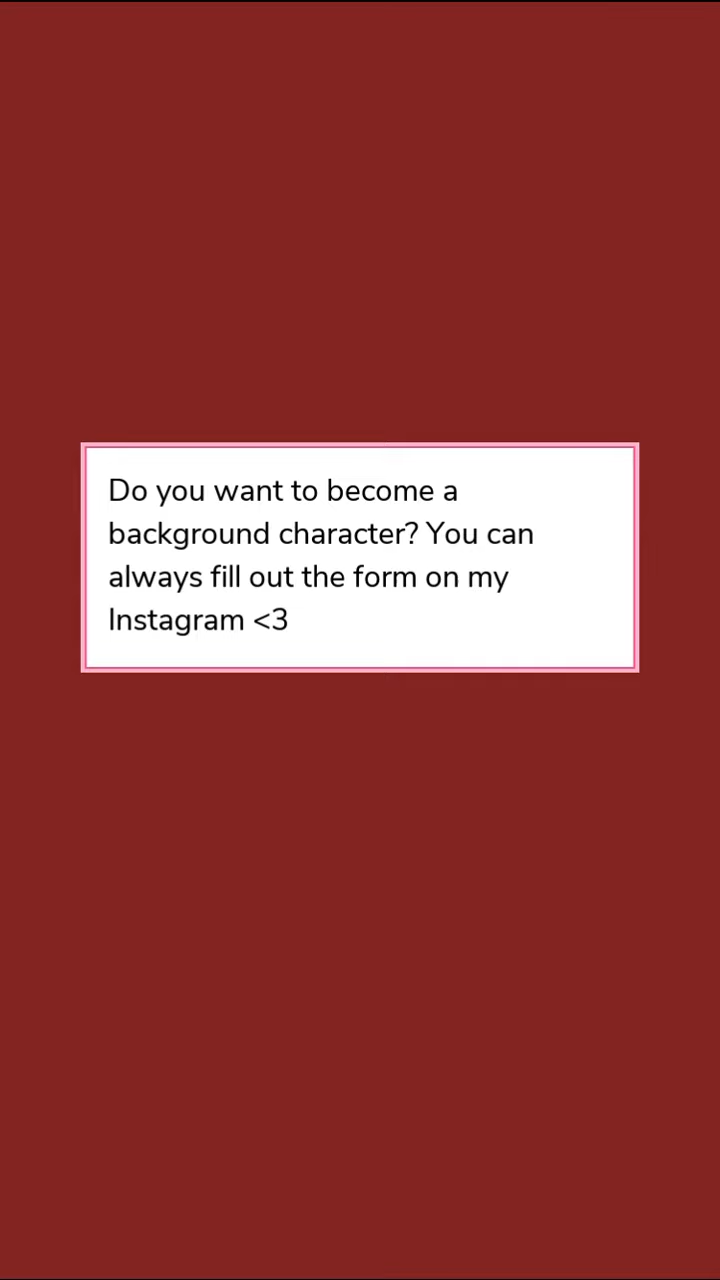 Do you want to become a
background character? You can
always fill out the form on my
Instagram <3